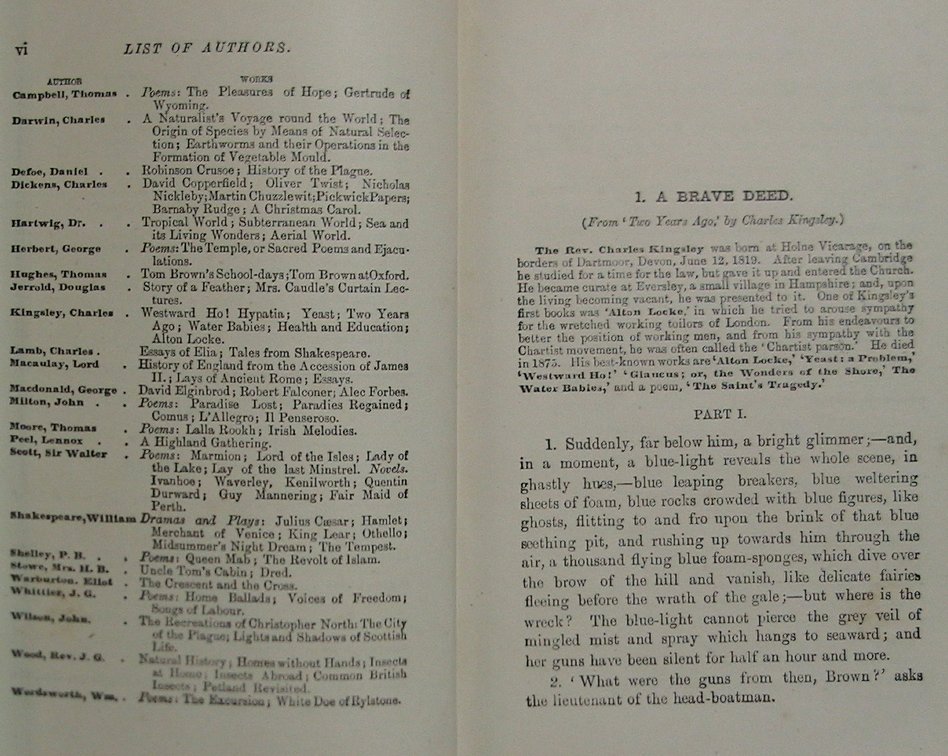 vi LIST OF AUTHORS.
AUTHOR WORKS
Campbell, Thomas . Poems: The Pleasures of Hope; Gertrude of
Wyoming.
Darwin, Charles . A Naturalist's Voyage round the World; The
Origin of Species by Means of Natural Selec-
tion; Earthworms and their Operations in the
Formation of Vegetable Mould.
Defoe, Daniel . . Robinson Crusoe; History of the Plague.
Dickens, Charles . David Copperfield; Oliver Twist; Nicholas
Nickleby; Martin Chuzzlewit; Pickwick Papers;
Barnaby Rudge; A Christmas Carol.
Hartwig, Dr. . . Tropical World; Subterranean World; Sea and
its Living Wonders; Aerial World.
Herbert, George . Poems: The Temple, or Sacred Poems and Ejacu-
lations.
Hughes, Thomas . Tom Brown's School-days; Tom Brown at Oxford.
Jerrold, Douglas . Story of a Feather; Mrs. Caudle's Curtain Lec-
tures.
Kingsley, Charles . Westward Ho! Hypatia; Yeast; Two Years
Ago; Water Babies; Health and Education;
Alton Locke.
Lamb, Charles . . Essays of Elia; Tales from Shakespeare.
Macaulay, Lord . History of England from the Accession of James
II.; Lays of Ancient Rome; Essays.
Macdonald, George . David Elginbrod; Robert Falconer; Alec Forbes.
Milton, John . . Poems: Paradise Lost; Paradies Regained;
Comus; L'Allegro; Il Penseroso.
Moore, Thomas . Poems: Lalla Rookh; Irish Melodies.
Peel, Lennox . . A Highland Gathering.
Scott, Sir Walter . Poems: Marmion; Lord of the Isles; Lady of
the Lake; Lay of the last Minstrel. Novels.
Ivanhoe; Waverley, Kenilworth; Quentin
Durward; Guy Mannering; Fair Maid of
Perth.
Shakespeare, William Dramas and Plays: Julius Cæsar; Hamlet;
Merchant of Venice; King Lear; Othello;
Midsummer's Night Dream; The Tempest.
Shelley, P. B. . . Poems: Queen Mab; The Revolt of Islam.
Stowe, Mrs. H. B. . Uncle Tom's Cabin; Dred.
Warburton, Eliot . The Crescent and the Cross.
Whittier, J. G. . Poems: Home Ballads; Voices of Freedom;
Songs of Labour.
Wilson, John. . The Recreations of Christopher North: The City
of the Plague; Lights and Shadows of Scottish
Life.
Wood, Rev. J. G. . Natural History; Homes without Hands; Insects
at Home; Insects Abroad; Common British
Insects; Petland Revisited.
Wordsworth, Wm. . Poems: The Excursion; White Doe of Rylstone.
1. A BRAVE DEED.
(From 'Two Years Ago,' by Charles Kingsley.)
The Rev. Charles Kingsley was born at Holne Vicarage, on the
borders of Dartmoor, Devon, June 12, 1819. After leaving Cambridge
he studied for a time for the law, but gave it up and entered the Church.
He became curate at Eversley, a small village in Hampshire; and, upon
the living becoming vacant, he was presented to it. One of Kingsley's
first books was 'Alton Locke,' in which he tried to arouse sympathy
for the wretched working toilors of London. From his endeavours to
better the position of working men, and from his sympathy with the
Chartist movement, he was often called the 'Chartist parson.' He died
in 1875. His best-known works are 'Alton Locke,' 'Yeast: a Problem,'
'Westward Ho!' 'Glaucus; or, the Wonders of the Shore,' The
Water Babies,' and a poem, 'The Saint's Tragedy.'
PART I.
1. Suddenly, far below him, a bright glimmer;—and,
in a moment, a blue-light reveals the whole scene, in
ghastly hues,—blue leaping breakers, blue weltering
sheets of foam, blue rocks crowded with blue figures, like
ghosts, flitting to and fro upon the brink of that blue
seething pit, and rushing up towards him through the
air, a thousand flying blue foam-sponges, which dive over
the brow of the hill and vanish, like delicate fairies
fleeing before the wrath of the gale;—but where is the
wreck? The blue-light cannot pierce the grey veil of
mingled mist and spray which hangs to seaward; and
her guns have been silent for half an hour and more.
2. 'What were the guns from then, Brown?' asks
the lieutenant of the head-boatman.